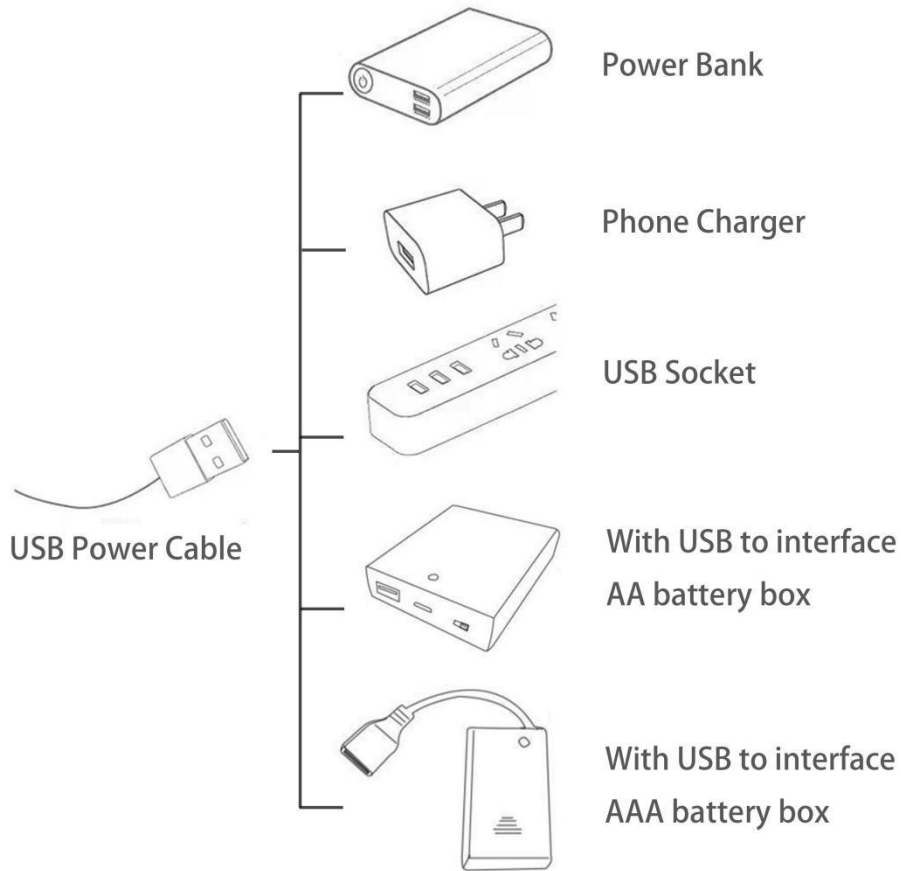 Power Bank
Phone Charger
USB Socket
USB Power Cable
With USB to interface
AA battery box
With USB to interface
AAA battery box